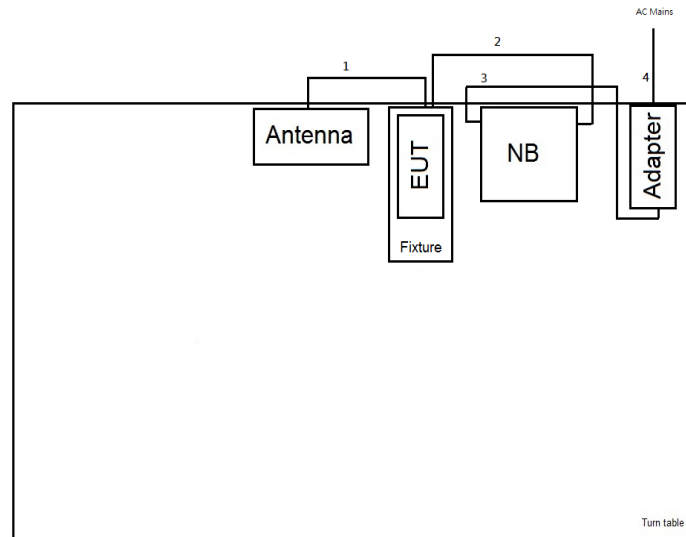 AC Mains
1
2
3
4
Antenna
EUT
NB
Adapter
Fixture
Turn table